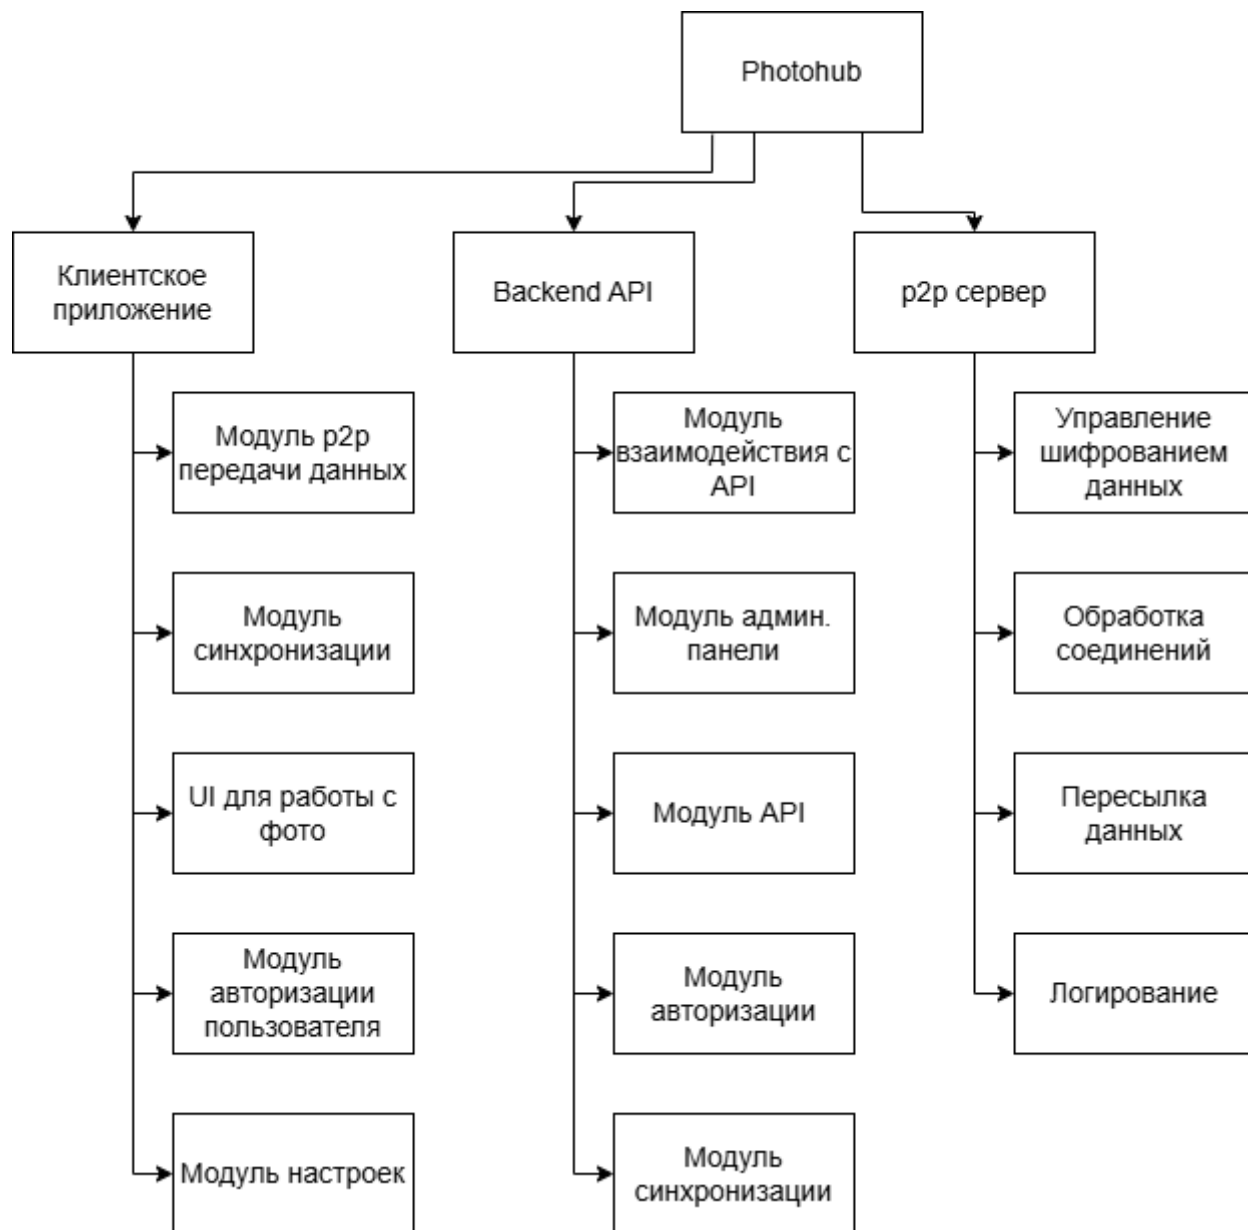 Photohub
Клиентское
приложение
Backend API
p2p сервер
Модуль p2p
передачи данных
Модуль
взаимодействия с
API
Управление
шифрованием
данных
Модуль
синхронизации
Модуль админ.
панели
Обработка
соединений
UI для работы с
фото
Модуль API
Пересылка
данных
Модуль
авторизации
пользователя
Модуль
авторизации
Логирование
Модуль настроек
Модуль
синхронизации